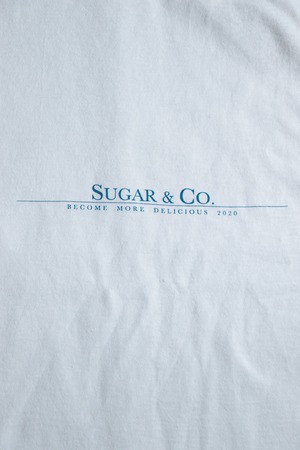 SUGAR & CO.
BECOME MORE DELICIOUS 2020